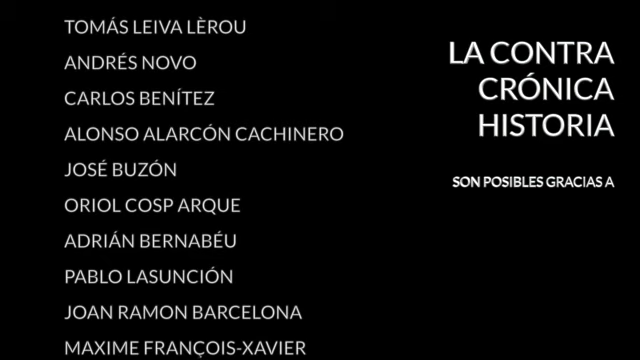 TOMÁS LEIVA LÈROU
ANDRÉS NOVO
CARLOS BENÍTEZ
ALONSO ALARCÓN CACHINERO
JOSÉ BUZÓN
ORIOL COSP ARQUE
ADRIÁN BERNABÉU
PABLO LASUNCIÓN
JOAN RAMON BARCELONA
MAXIME FRANÇOIS-XAVIER
LA CONTRA
CRÓNICA
HISTORIA
SON POSIBLES GRACIAS A